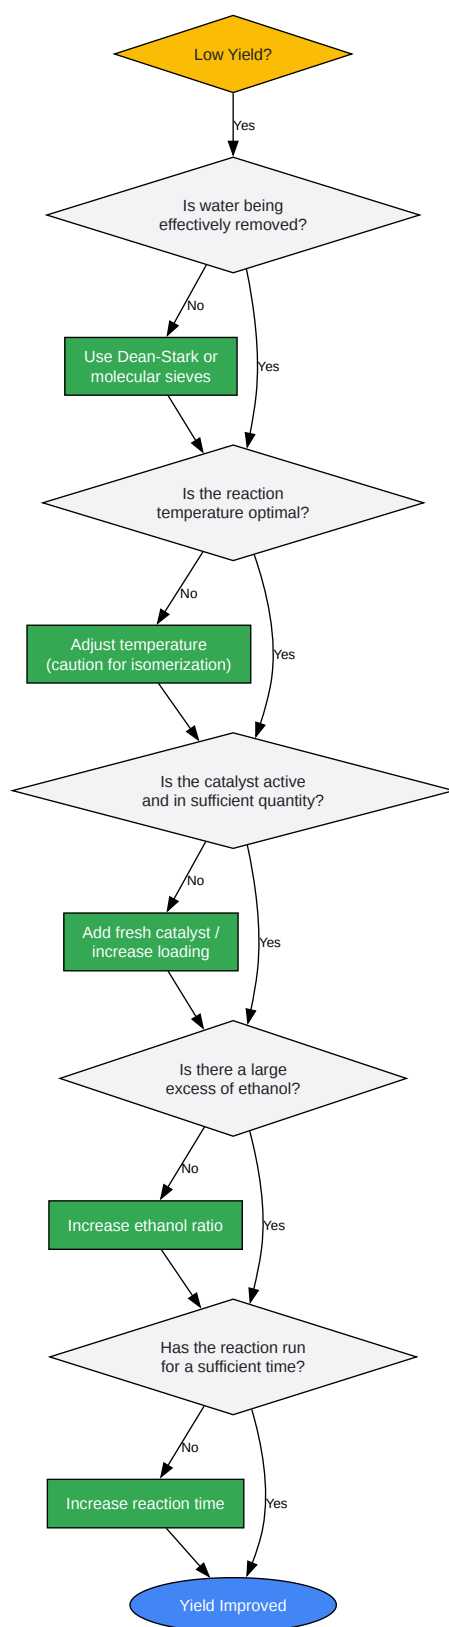 Low Yield?
Yes
Is water being
effectively removed?
No
Use Dean-Stark or
molecular sieves
Yes
Is the reaction
temperature optimal?
No
Adjust temperature
(caution for isomerization)
Yes
Is the catalyst active
and in sufficient quantity?
No
Add fresh catalyst /
increase loading
Yes
Is there a large
excess of ethanol?
No
Increase ethanol ratio
Yes
Has the reaction run
for a sufficient time?
No
Increase reaction time
Yes
Yield Improved